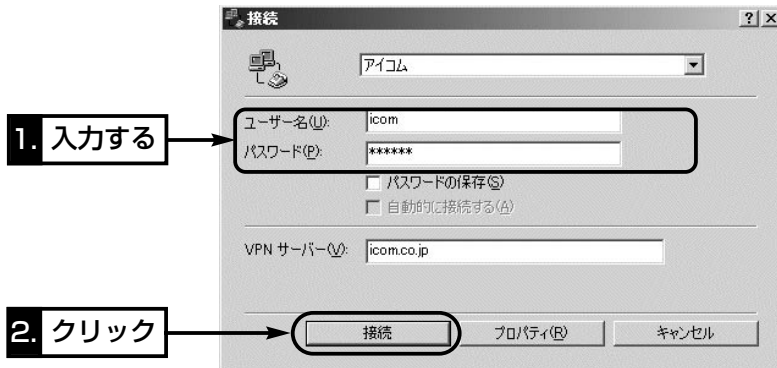 接続
アイコム
1. 入力する
ユーザー名(U): icom
パスワード(P): ******
パスワードの保存(S)
自動的に接続する(A)
VPN サーバー(V): icom.co.jp
2. クリック
接続 プロパティ(R) キャンセル